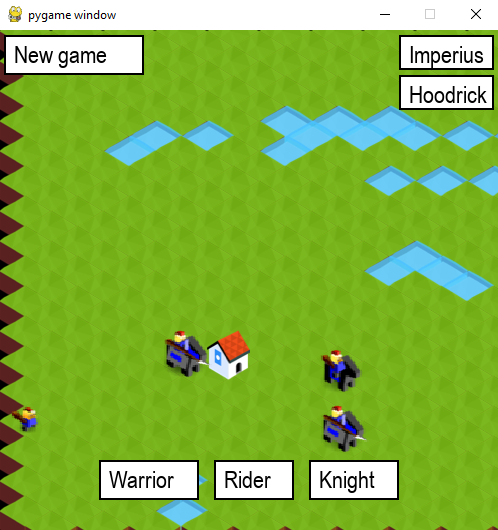 pygame window
New game
Imperius
Hoodrick
Warrior
Rider
Knight